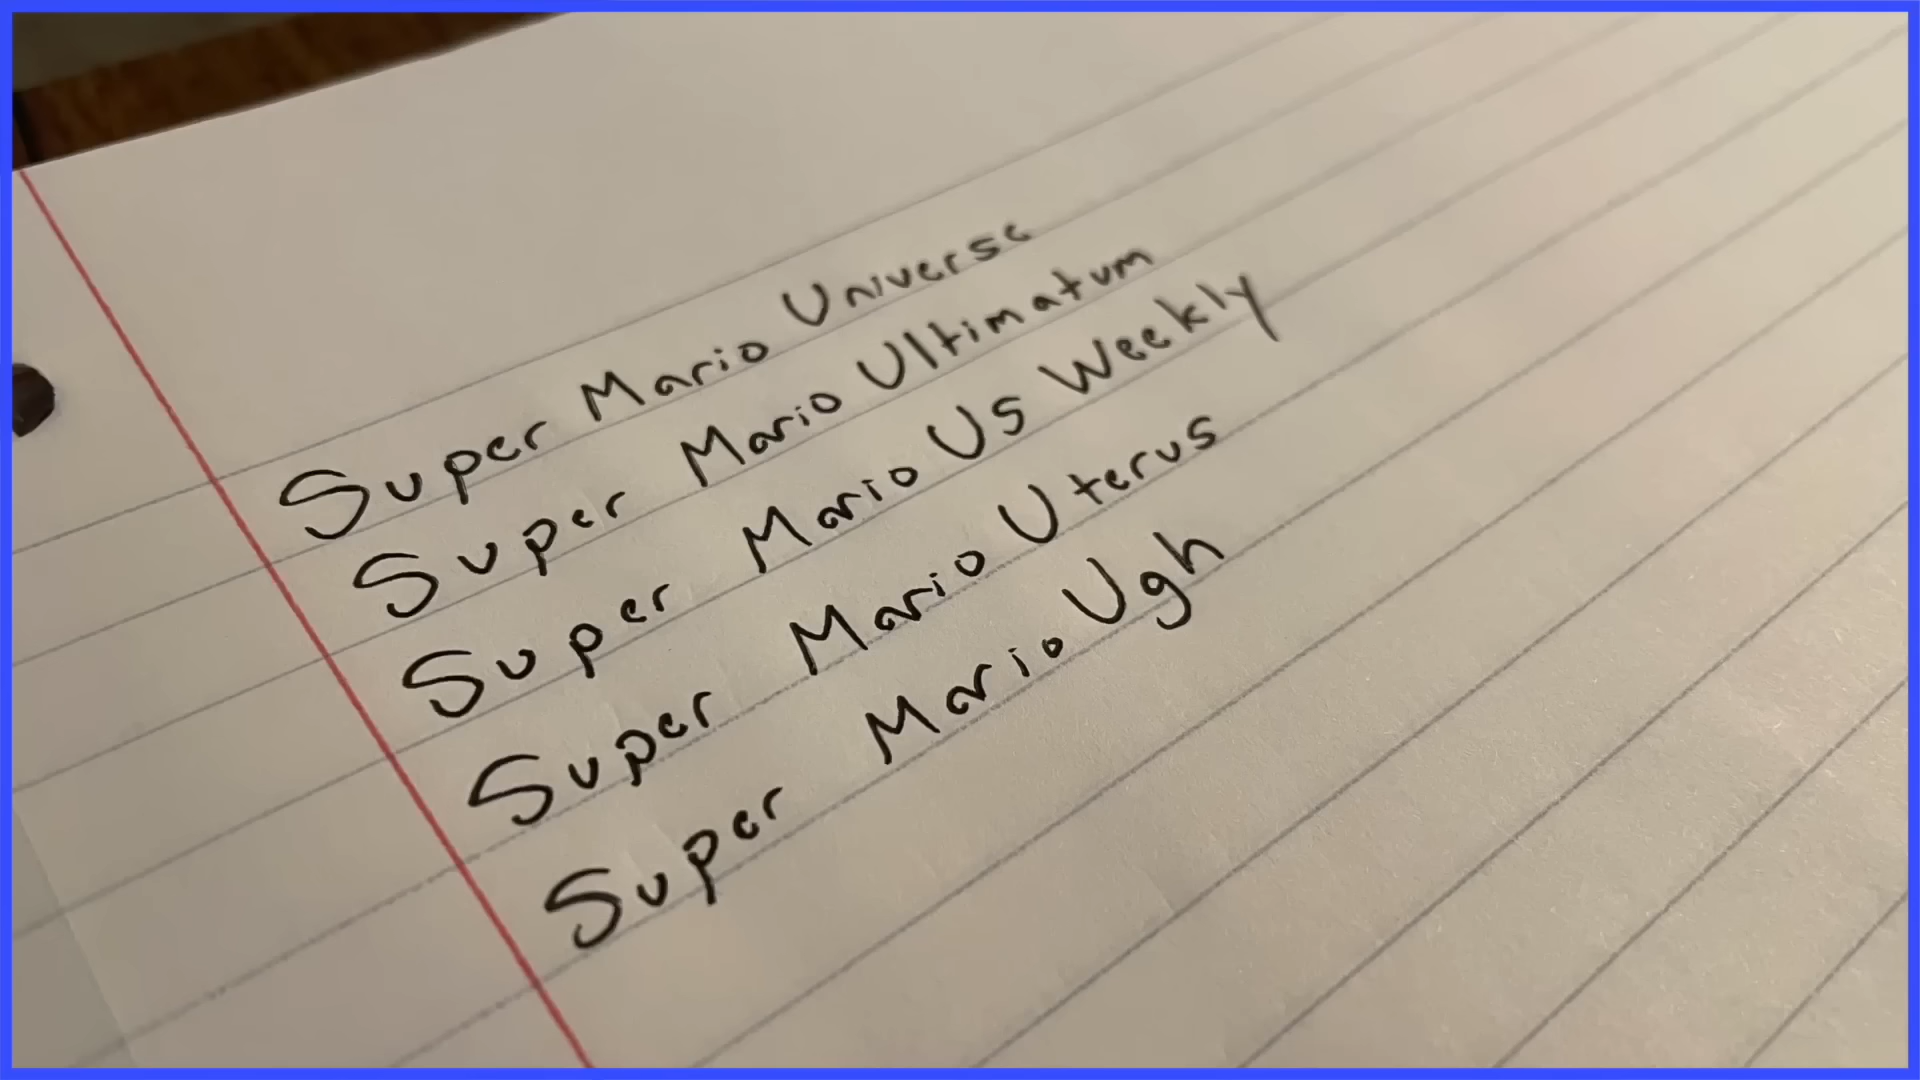 Super Mario Universe
Super Mario Ultimatum
Super Mario Us Weekly
Super Mario Uterus
Super Mario Ugh